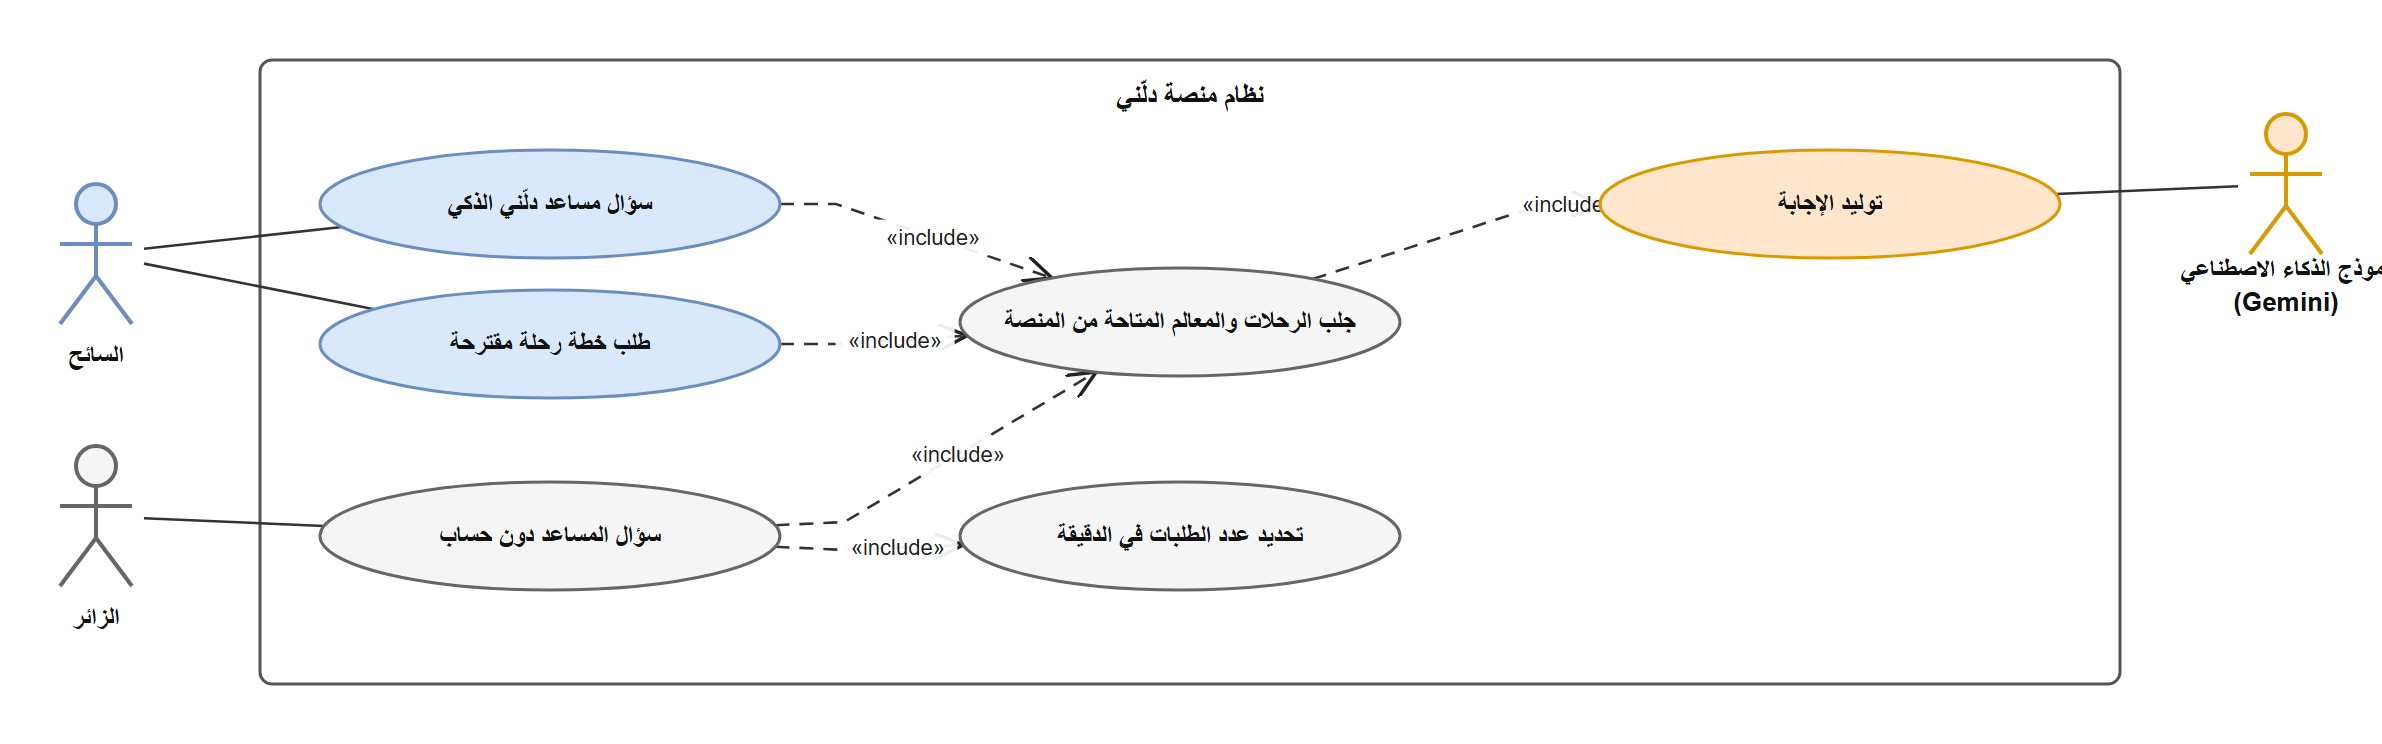 نظام منصة دلّني
سؤال مساعد دلّني الذكي
«include»
توليد الإجابة
«include
موذج الذكاء الاصطناعي
(Gemini)
طلب خطة رحلة مقترحة
«include»
جلب الرحلات والمعالم المتاحة من المنصة
السائح
«include»
سؤال المساعد دون حساب
«include»
تحديد عدد الطلبات في الدقيقة
الزائر